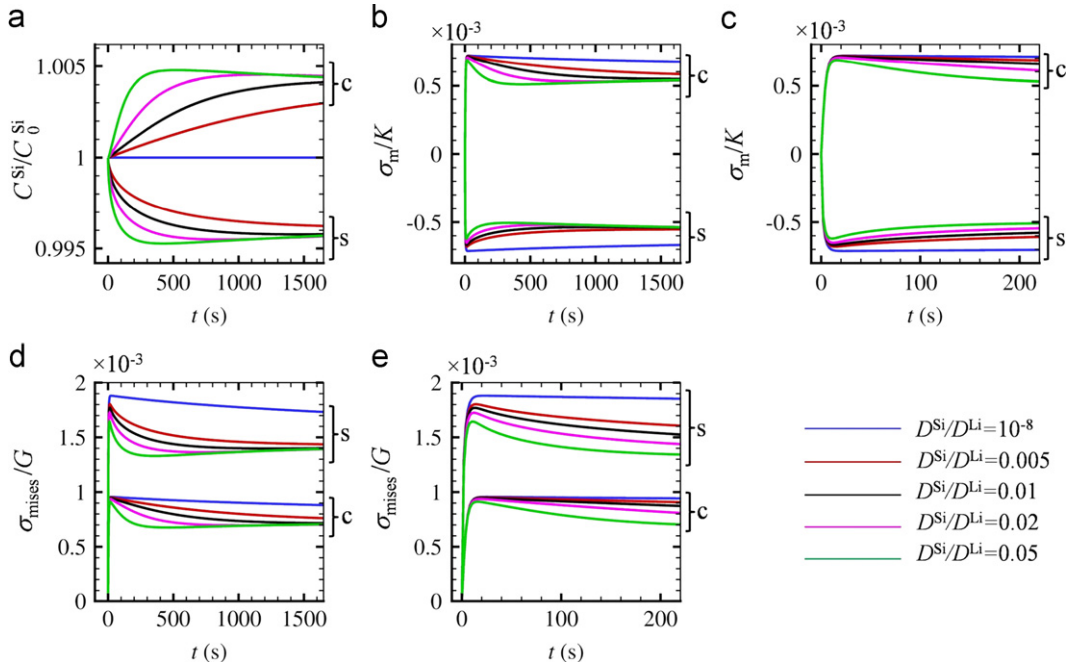 a
b
c
C^Si/C_0^Si
1.005
1
0.995
0 500 1000 1500
t (s)
c
s
×10^-3
σ_m/K
0.5
0
-0.5
0 500 1000 1500
t (s)
c
s
×10^-3
σ_m/K
0.5
0
-0.5
0 100 200
t (s)
c
s
d
e
×10^-3
σ_mises/G
2
1.5
1
0.5
0
0 500 1000 1500
t (s)
s
c
×10^-3
σ_mises/G
2
1.5
1
0.5
0
0 100 200
t (s)
s
c
D^Si/D^Li=10^-8
D^Si/D^Li=0.005
D^Si/D^Li=0.01
D^Si/D^Li=0.02
D^Si/D^Li=0.05